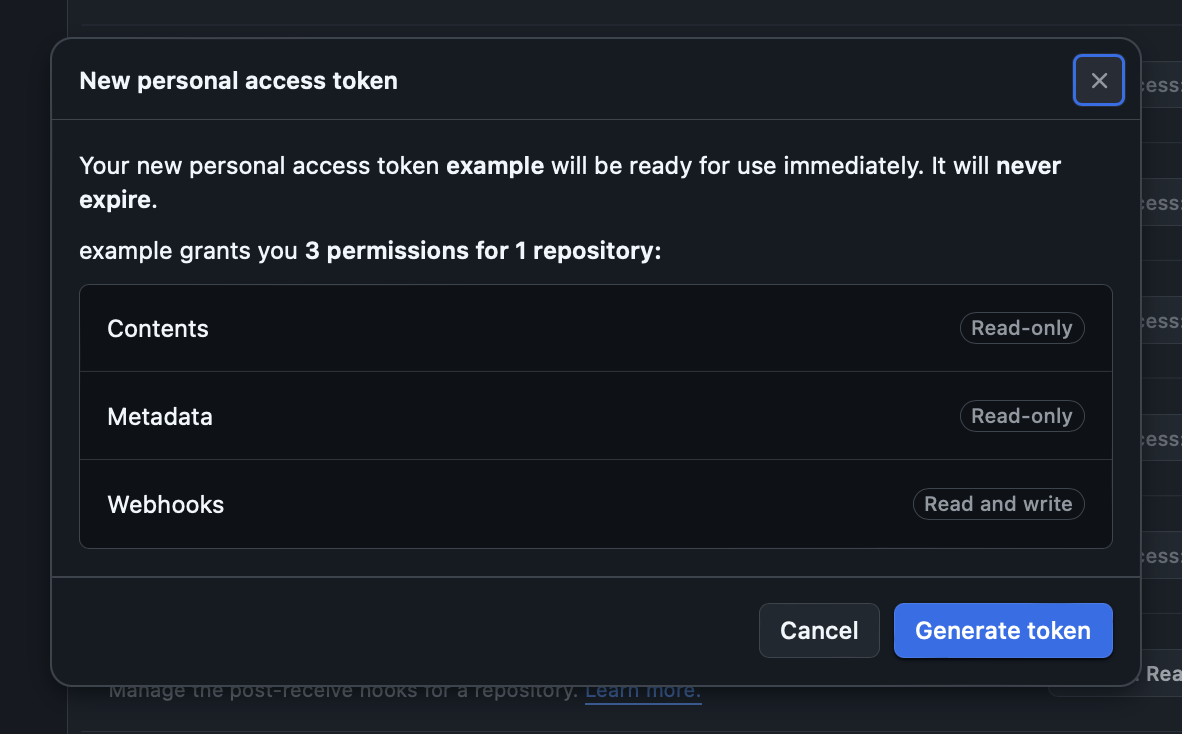 New personal access token
Your new personal access token example will be ready for use immediately. It will never
expire.
example grants you 3 permissions for 1 repository:
Contents
Read-only
Metadata
Read-only
Webhooks
Read and write
Cancel
Generate token
Manage the post-receive hooks for a repository. Learn more.